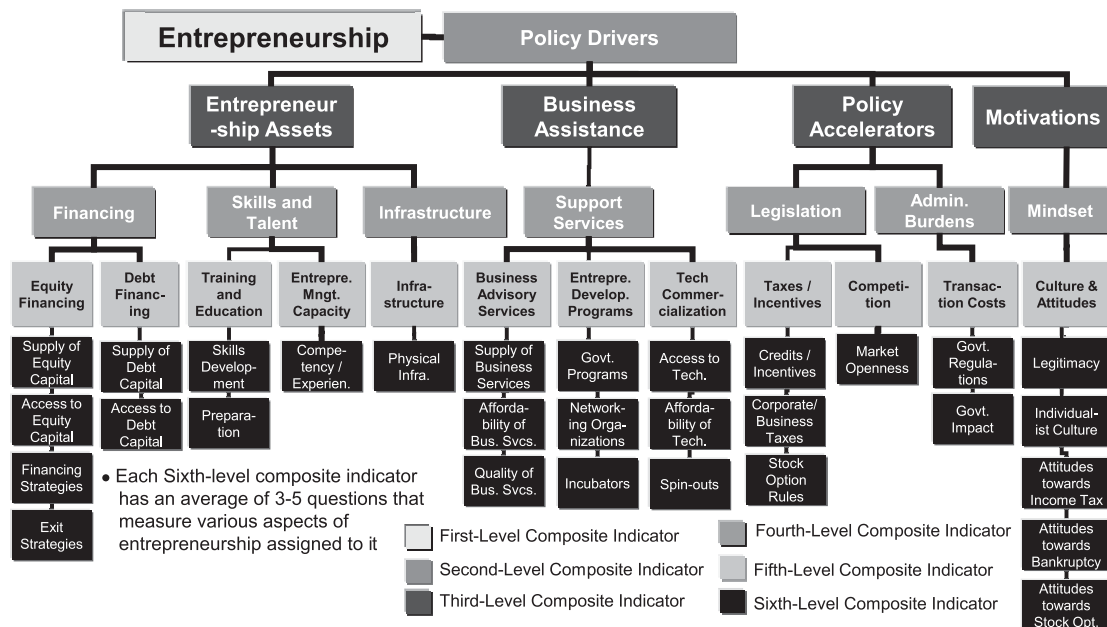 Entrepreneurship
Policy Drivers
Entrepreneur
-ship Assets
Business
Assistance
Policy
Accelerators
Motivations
Financing
Skills and
Talent
Infrastructure
Support
Services
Legislation
Admin.
Burdens
Mindset
Equity
Financing
Debt
Financ-
ing
Training
and
Education
Entrepre.
Mngt.
Capacity
Infra-
structure
Business
Advisory
Services
Entrepre.
Develop.
Programs
Tech
Commer-
cialization
Taxes /
Incentives
Competi-
tion
Transac-
tion Costs
Culture &
Attitudes
Supply of
Equity
Capital
Supply of
Debt
Capital
Skills
Develop-
ment
Compe-
tency /
Experien.
Physical
Infra.
Supply of
Business
Services
Govt.
Programs
Access to
Tech.
Credits /
Incentives
Market
Openness
Govt.
Regula-
tions
Legitimacy
Access to
Equity
Capital
Access to
Debt
Capital
Prepara-
tion
Afforda-
bility of
Bus. Svcs.
Network-
ing Orga-
nizations
Afforda-
bility of
Tech.
Corporate/
Business
Taxes
Govt.
Impact
Individual-
ist Culture
Financing
Strategies
Quality of
Bus. Svcs.
Incubators
Spin-outs
Stock
Option
Rules
Attitudes
towards
Income Tax
Exit
Strategies
Attitudes
towards
Bankruptcy
Attitudes
towards
Stock Opt.
• Each Sixth-level composite indicator
has an average of 3-5 questions that
measure various aspects of
entrepreneurship assigned to it
First-Level Composite Indicator
Second-Level Composite Indicator
Third-Level Composite Indicator
Fourth-Level Composite Indicator
Fifth-Level Composite Indicator
Sixth-Level Composite Indicator